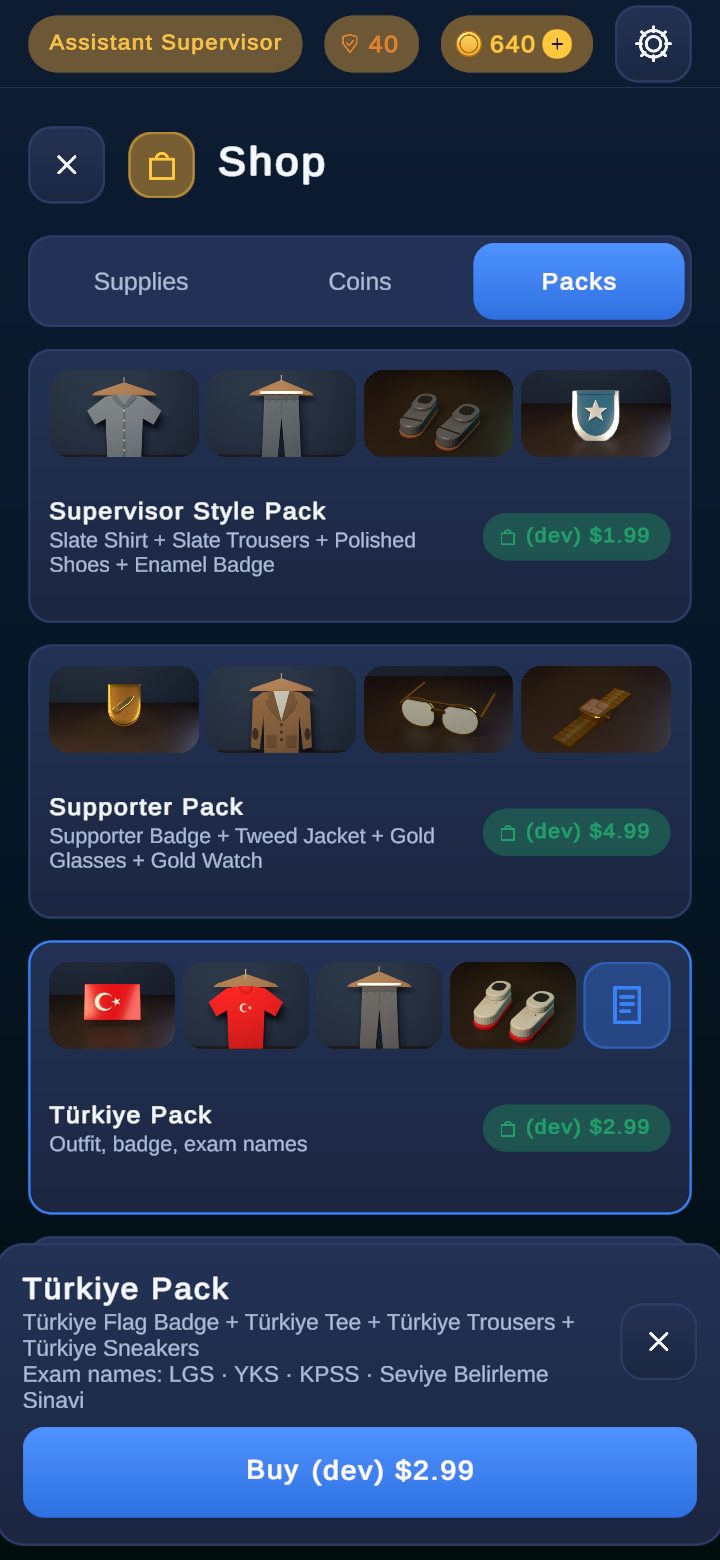 Assistant Supervisor
40
640 +
Shop
Supplies
Coins
Packs
Supervisor Style Pack
Slate Shirt + Slate Trousers + Polished
Shoes + Enamel Badge
(dev) $1.99
Supporter Pack
Supporter Badge + Tweed Jacket + Gold
Glasses + Gold Watch
(dev) $4.99
Türkiye Pack
Outfit, badge, exam names
(dev) $2.99
Türkiye Pack
Türkiye Flag Badge + Türkiye Tee + Türkiye Trousers +
Türkiye Sneakers
Exam names: LGS · YKS · KPSS · Seviye Belirleme
Sinavi
Buy (dev) $2.99